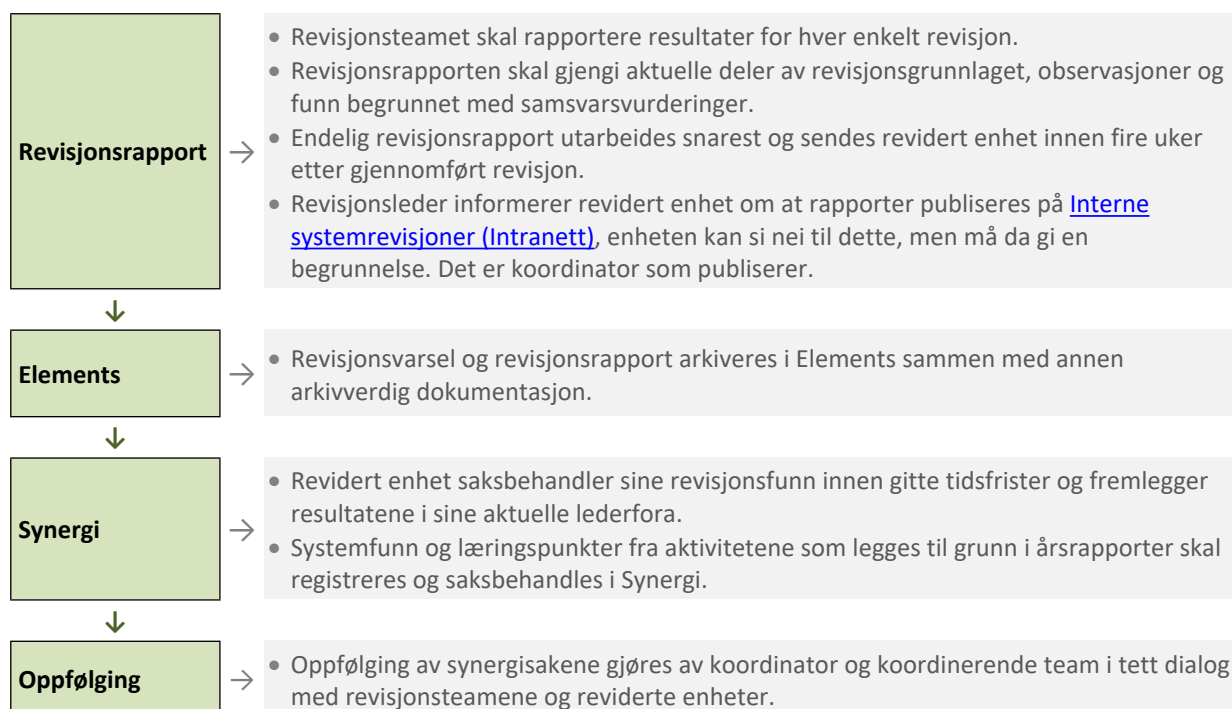 Revisjonsrapport
→
• Revisjonsteamet skal rapportere resultater for hver enkelt revisjon.
• Revisjonsrapporten skal gjengi aktuelle deler av revisjonsgrunnlaget, observasjoner og
funn begrunnet med samsvarsvurderinger.
• Endelig revisjonsrapport utarbeides snarest og sendes revidert enhet innen fire uker
etter gjennomført revisjon.
• Revisjonsleder informerer revidert enhet om at rapporter publiseres på Interne
systemrevisjoner (Intranett), enheten kan si nei til dette, men må da gi en
begrunnelse. Det er koordinator som publiserer.
↓
Elements
→
• Revisjonsvarsel og revisjonsrapport arkiveres i Elements sammen med annen
arkivverdig dokumentasjon.
↓
Synergi
→
• Revidert enhet saksbehandler sine revisjonsfunn innen gitte tidsfrister og fremlegger
resultatene i sine aktuelle lederfora.
• Systemfunn og læringspunkter fra aktivitetene som legges til grunn i årsrapporter skal
registreres og saksbehandles i Synergi.
↓
Oppfølging
→
• Oppfølging av synergisakene gjøres av koordinator og koordinerende team i tett dialog
med revisjonsteamene og reviderte enheter.